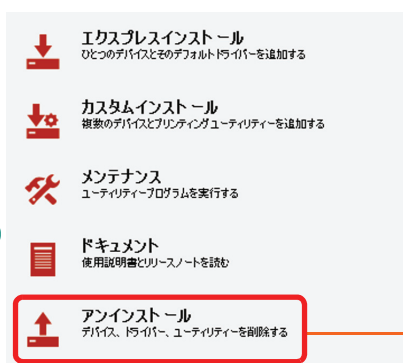 エクスプレスインストール
ひとつのデバイスとそのデフォルトドライバーを追加する
カスタムインストール
複数のデバイスとプリンティングユーティリティーを追加する
メンテナンス
ユーティリティープログラムを実行する
ドキュメント
使用説明書とリリースノートを読む
アンインストール
デバイス、ドライバー、ユーティリティーを削除する